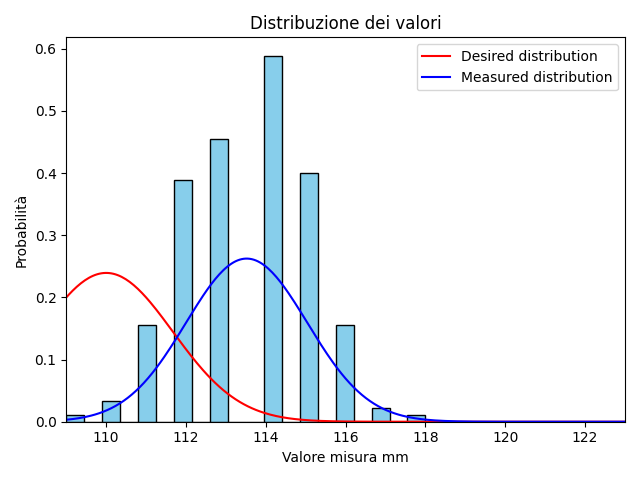 Distribuzione dei valori
Desired distribution
Measured distribution
Probabilità
0.6
0.5
0.4
0.3
0.2
0.1
0.0
110 112 114 116 118 120 122
Valore misura mm